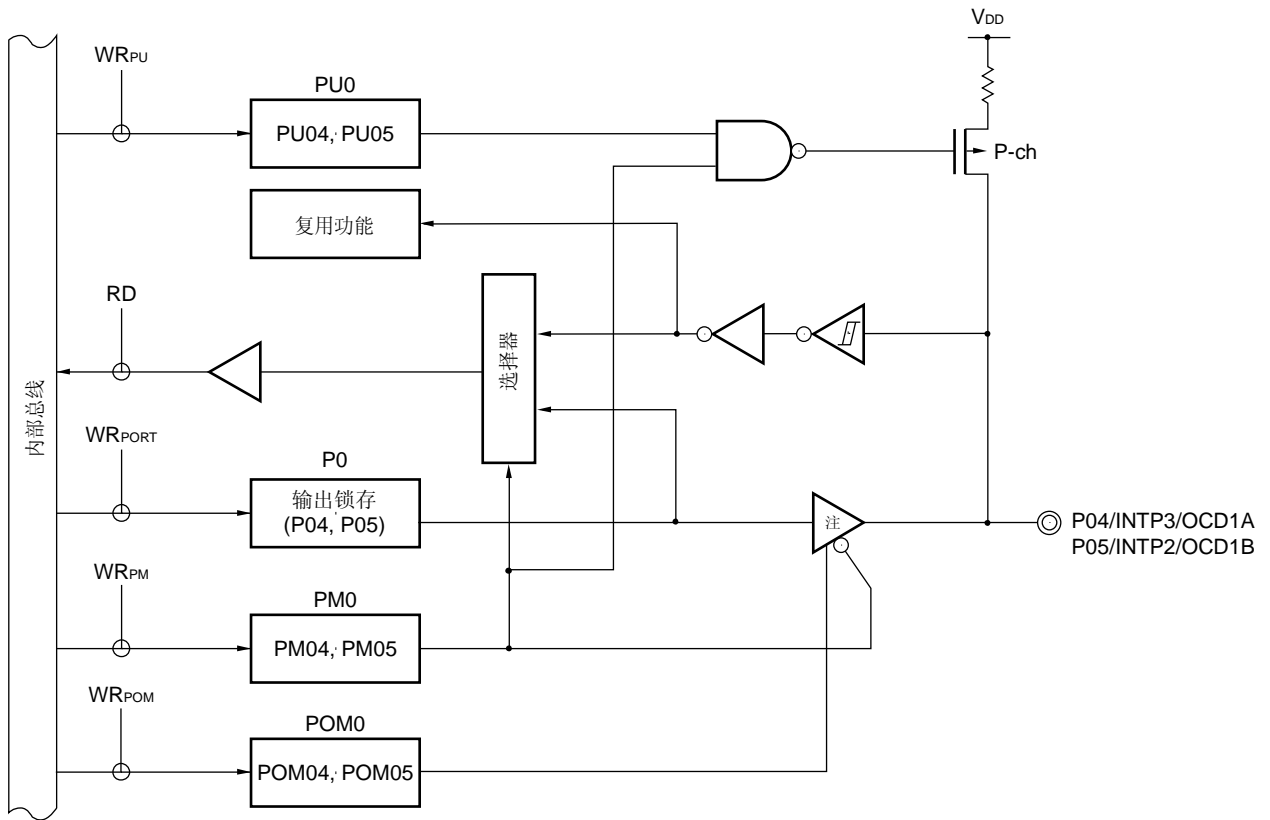 VDD
WRPU
PU0
PU04, PU05
P-ch
复用功能
RD
选择器
内部总线
WRPORT
P0
输出锁存
(P04, P05)
注
P04/INTP3/OCD1A
P05/INTP2/OCD1B
WRPM
PM0
PM04, PM05
WRPOM
POM0
POM04, POM05